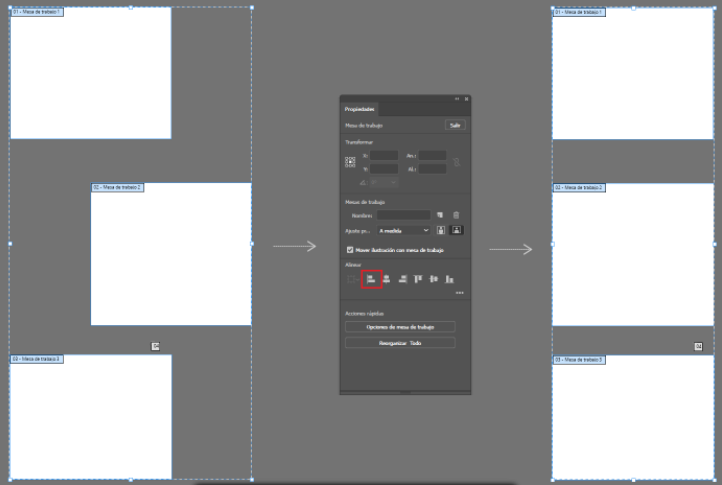 01 - Mesa de trabajo 1
02 - Mesa de trabajo 2
03 - Mesa de trabajo 3
Propiedades
Mesa de trabajo
Salir
Transformar
X:
An.:
Y:
Al.:
Mesas de trabajo
Nombre:
Ajuste pr...
A medida
Mover ilustración con mesa de trabajo
Alinear
Acciones rápidas
Opciones de mesa de trabajo
Reorganizar Todo
01 - Mesa de trabajo 1
02 - Mesa de trabajo 2
03 - Mesa de trabajo 3